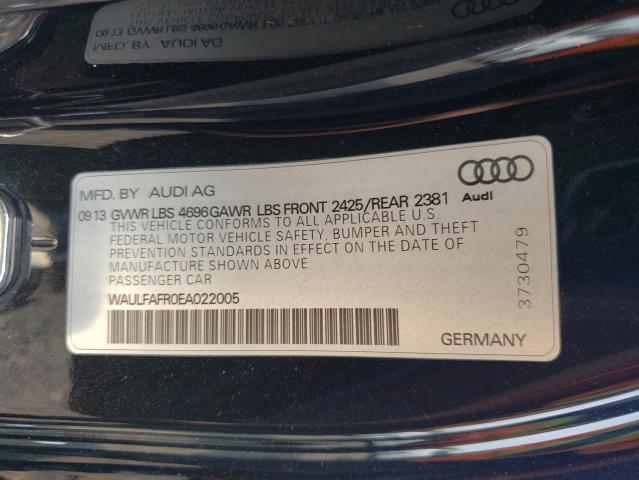 MFD. BY AUDI AG
09 13 GVWR LBS 4696 GAWR LBS FRONT 2425/REAR 2381
THIS VEHICLE CONFORMS TO ALL APPLICABLE U.S.
FEDERAL MOTOR VEHICLE SAFETY, BUMPER AND THEFT
PREVENTION STANDARDS IN EFFECT ON THE DATE OF
MANUFACTURE SHOWN ABOVE
PASSENGER CAR
WAULFAFR0EA022005
Audi
3730479
GERMANY